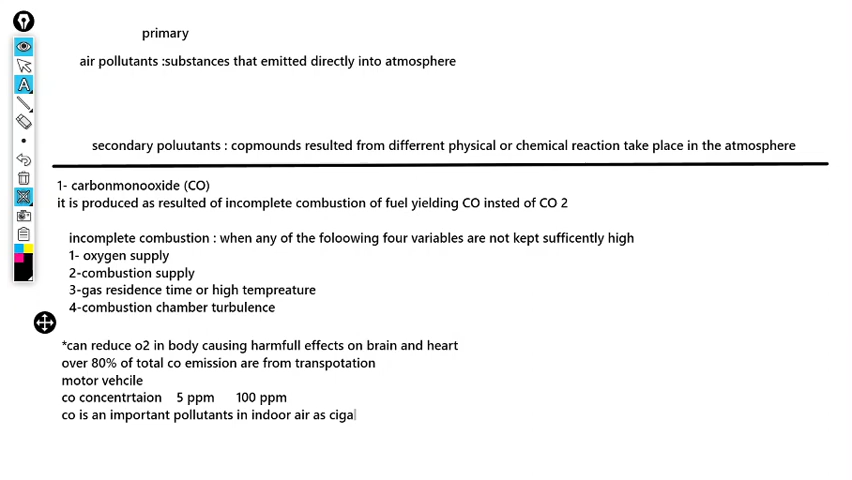 primary
air pollutants :substances that emitted directly into atmosphere
secondary poluutants : copmounds resulted from differrent physical or chemical reaction take place in the atmosphere
1- carbonmonooxide (CO)
it is produced as resulted of incomplete combustion of fuel yielding CO insted of CO 2
incomplete combustion : when any of the foloowing four variables are not kept sufficently high
1- oxygen supply
2-combustion supply
3-gas residence time or high tempreature
4-combustion chamber turbulence
*can reduce o2 in body causing harmfull effects on brain and heart
over 80% of total co emission are from transpotation
motor vehcile
co concentrtaion 5 ppm 100 ppm
co is an important pollutants in indoor air as ciga